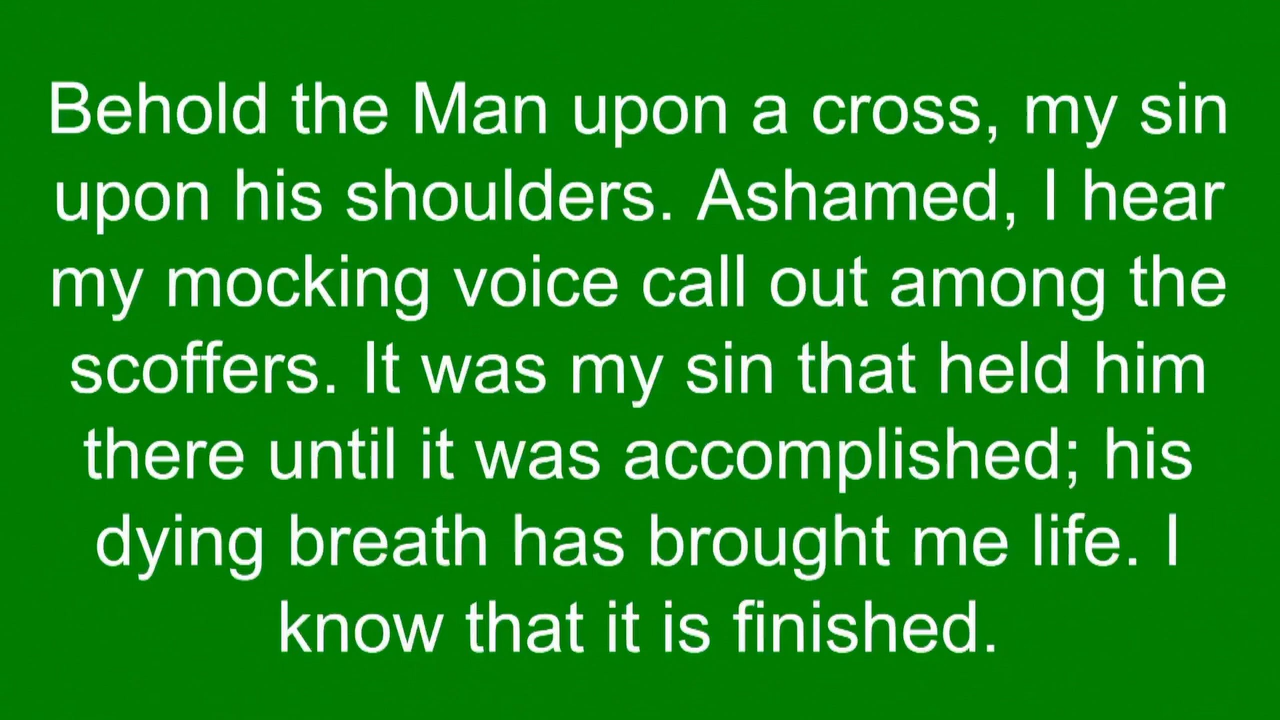 Behold the Man upon a cross, my sin
upon his shoulders. Ashamed, I hear
my mocking voice call out among the
scoffers. It was my sin that held him
there until it was accomplished; his
dying breath has brought me life. I
know that it is finished.